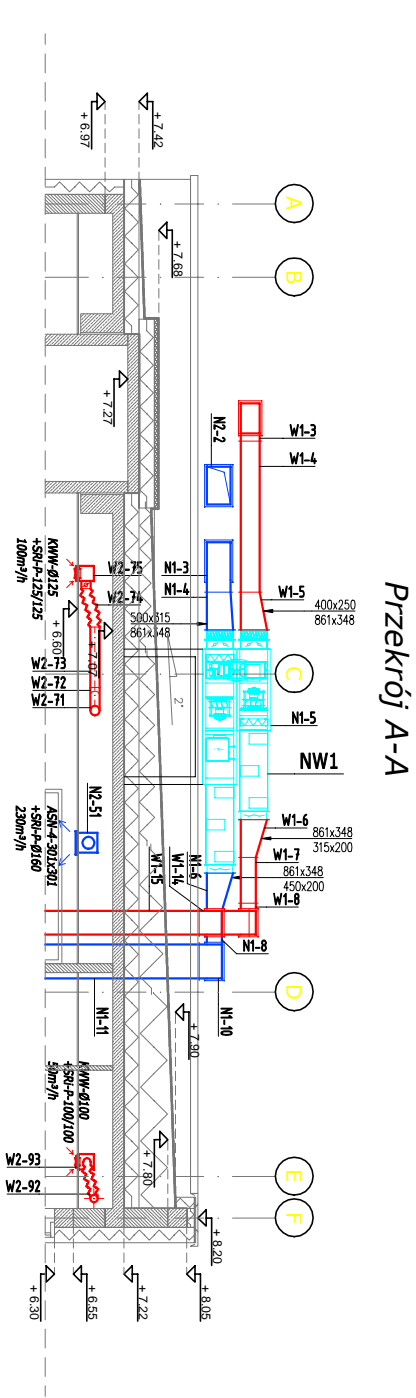 Przekrój A-A
A
B
C
D
E
F
+ 6.97
+ 7.42
+ 7.68
+ 7.27
+ 6.60
+ 7.07
2°
+ 7.90
+ 7.80
+ 8.20
+ 8.05
+ 7.22
+ 6.55
+ 6.30
W1-3
W1-4
N2-2
N1-3
N1-4
W1-5
400x250
861x348
500x315
861x348
N1-5
NW1
W1-6
861x348
315x200
W1-7
861x348
450x200
W1-8
N1-6
W1-14
W1-15
N1-8
N1-10
N1-11
KWW-Ø125
+SRI-P-125/125
100m³/h
W2-75
W2-74
W2-73
W2-72
W2-71
N2-51
ASN-4-301x301
+SRI-P-Ø160
230m³/h
KWW-Ø100
+SRI-P-100/100
50m³/h
W2-93
W2-92